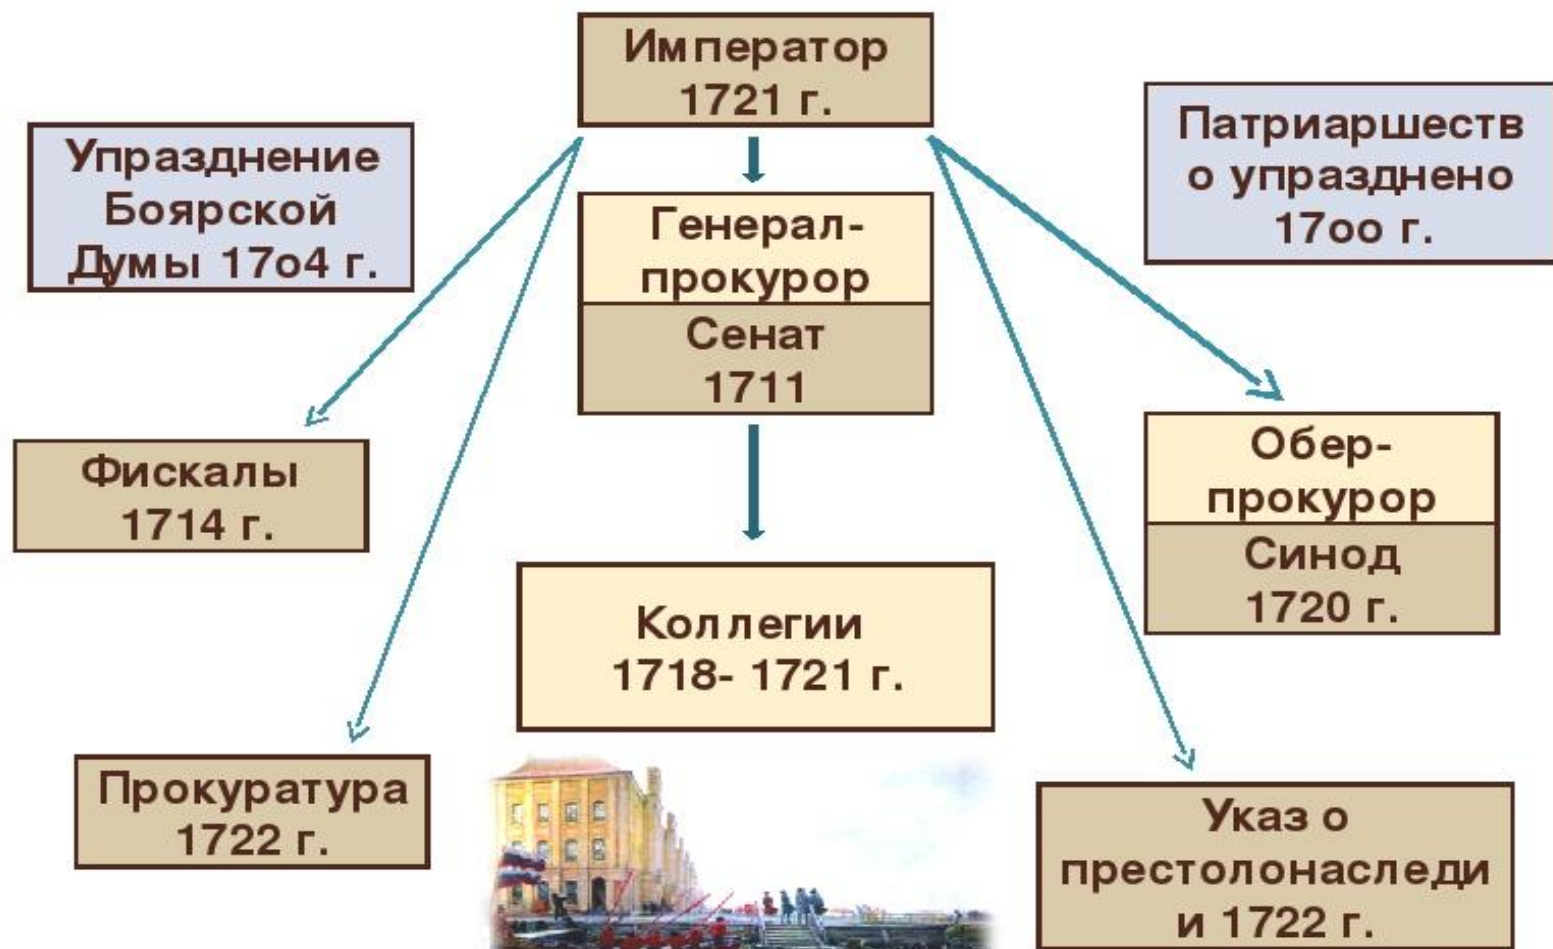 Император
1721 г.
Упразднение
Боярской
Думы 17о4 г.
Патриаршеств
о упразднено
17оо г.
Генерал-
прокурор
Сенат
1711
Фискалы
1714 г.
Обер-
прокурор
Синод
1720 г.
Коллегии
1718- 1721 г.
Прокуратура
1722 г.
Указ о
престолонаследи
и 1722 г.